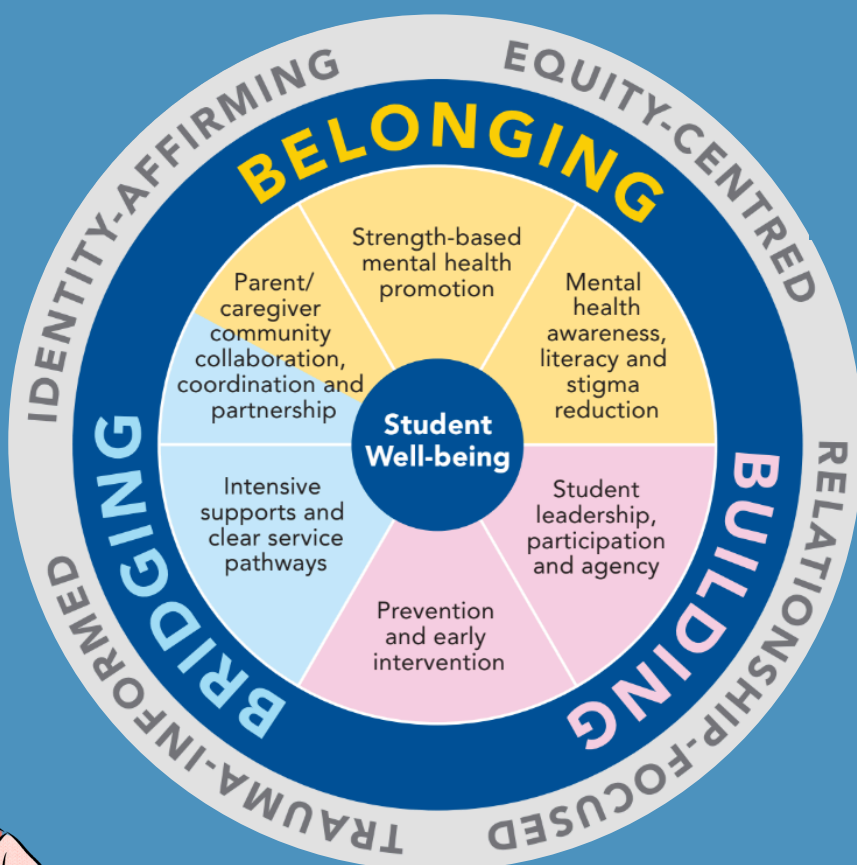 IDENTITY-AFFIRMING
EQUITY-CENTRED
RELATIONSHIP-FOCUSED
TRAUMA-INFORMED
BELONGING
BUILDING
BRIDGING
Strength-based
mental health
promotion
Mental
health
awareness,
literacy and
stigma
reduction
Student
leadership,
participation
and agency
Prevention
and early
intervention
Intensive
supports and
clear service
pathways
Parent/
caregiver
community
collaboration,
coordination and
partnership
Student
Well-being